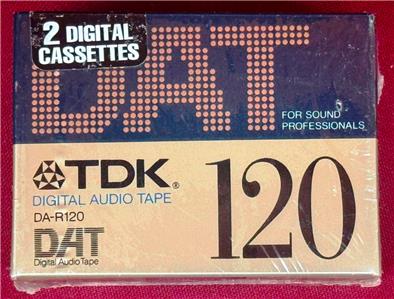 2 DIGITAL
CASSETTES
DAT
FOR SOUND
PROFESSIONALS
TDK®
DIGITAL AUDIO TAPE
DA-R120
DAT
Digital Audio Tape
120